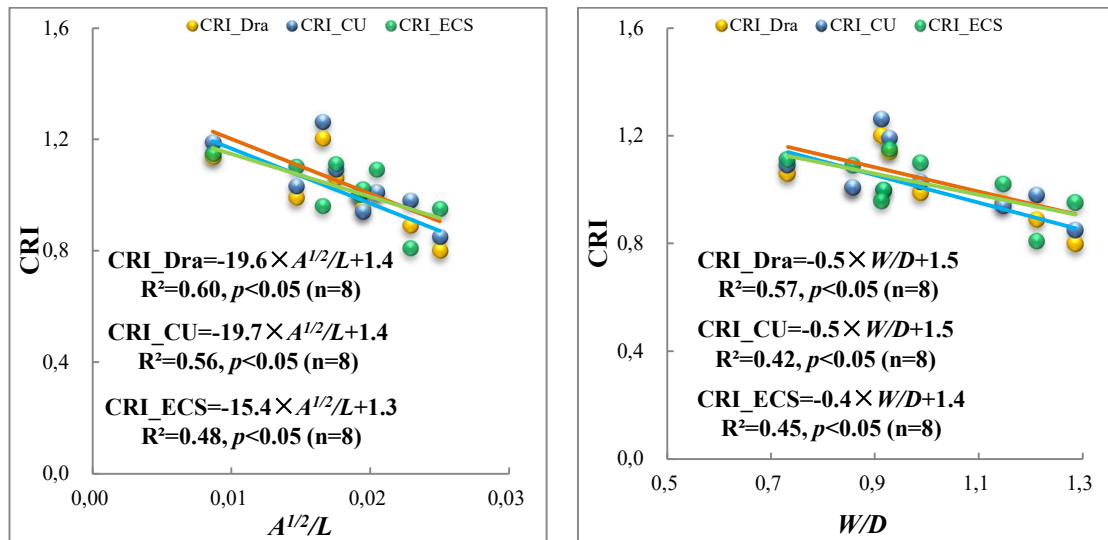 CRI_Dra CRI_CU CRI_ECS
1,6
1,2
0,8
0,4
0,0
CRI
CRI_Dra=-19.6×A^{1/2}/L+1.4
R²=0.60, p<0.05 (n=8)
CRI_CU=-19.7×A^{1/2}/L+1.4
R²=0.56, p<0.05 (n=8)
CRI_ECS=-15.4×A^{1/2}/L+1.3
R²=0.48, p<0.05 (n=8)
0,00 0,01 0,02 0,03
A^{1/2}/L
CRI_Dra CRI_CU CRI_ECS
1,6
1,2
0,8
0,4
0,0
CRI
CRI_Dra=-0.5×W/D+1.5
R²=0.57, p<0.05 (n=8)
CRI_CU=-0.5×W/D+1.5
R²=0.42, p<0.05 (n=8)
CRI_ECS=-0.4×W/D+1.4
R²=0.45, p<0.05 (n=8)
0,5 0,7 0,9 1,1 1,3
W/D